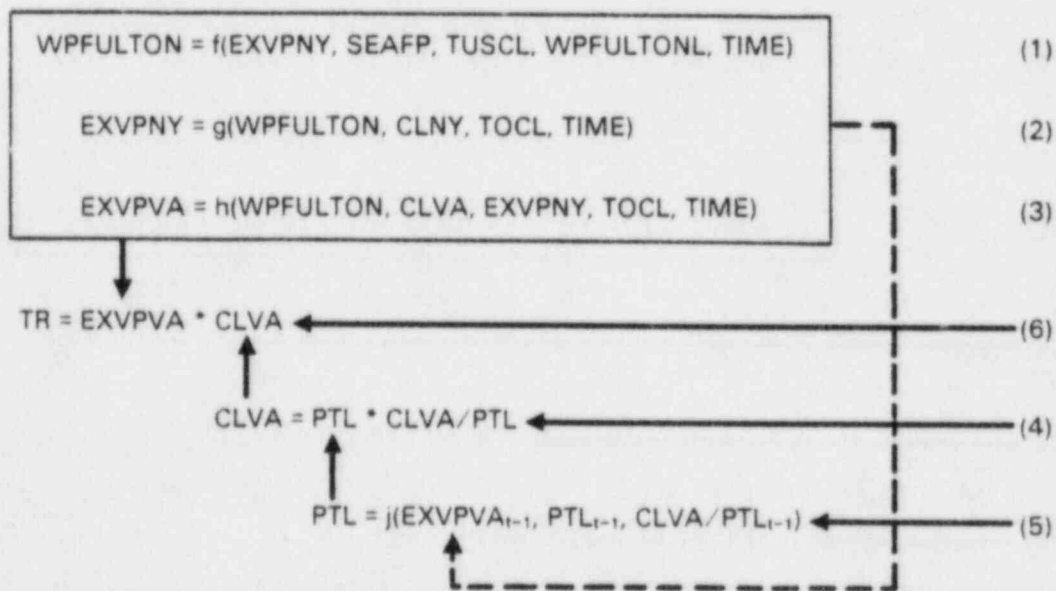 WPFULTON = f(EXVPNY, SEAFP, TUSCL, WPFULTONL, TIME) (1)
EXVPNY = g(WPFULTON, CLNY, TOCL, TIME) (2)
EXVPVA = h(WPFULTON, CLVA, EXVPNY, TOCL, TIME) (3)
TR = EXVPVA * CLVA (6)
CLVA = PTL * CLVA/PTL (4)
PTL = j(EXVPVAₜ₋₁, PTLₜ₋₁, CLVA/PTLₜ₋₁) (5)